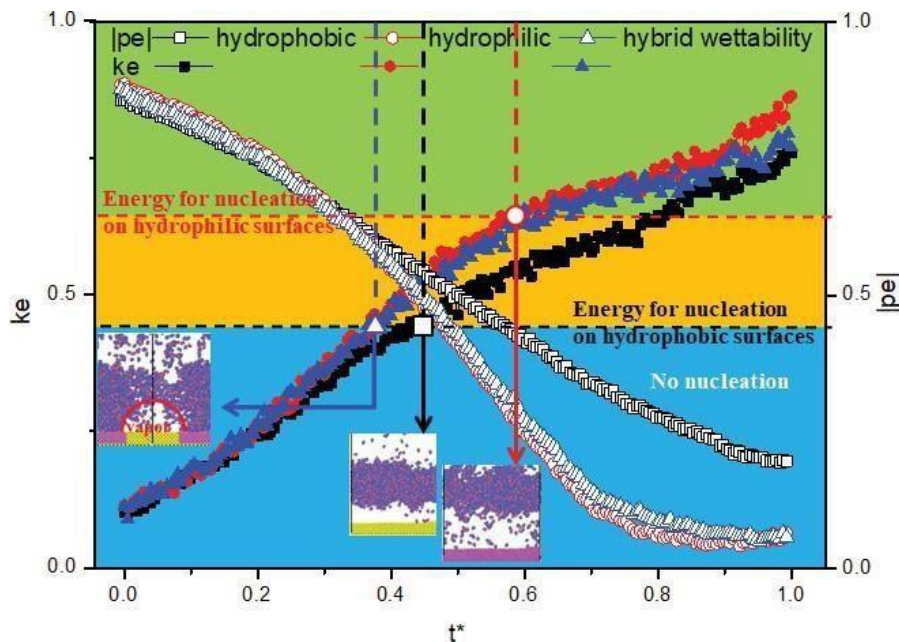 1.0
1.0
|pe| hydrophobic hydrophilic hybrid wettability
ke
Energy for nucleation
on hydrophilic surfaces
ke
0.5
0.5
|pe|
Energy for nucleation
on hydrophobic surfaces
No nucleation
vapor
0.0
0.0
0.0 0.2 0.4 0.6 0.8 1.0
t*